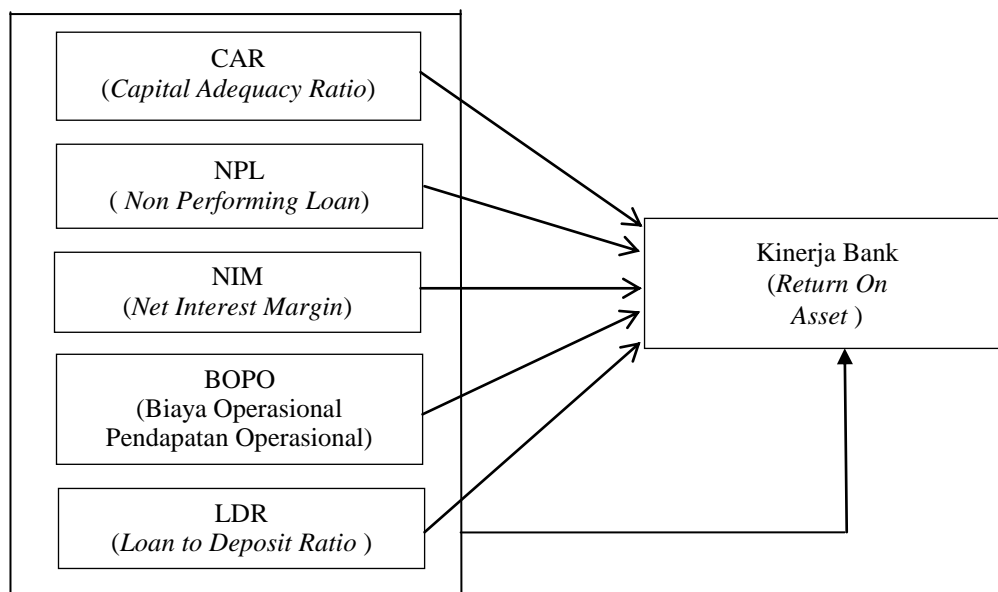 CAR
(Capital Adequacy Ratio)
NPL
( Non Performing Loan)
NIM
(Net Interest Margin)
BOPO
(Biaya Operasional
Pendapatan Operasional)
LDR
(Loan to Deposit Ratio )
Kinerja Bank
(Return On
Asset )